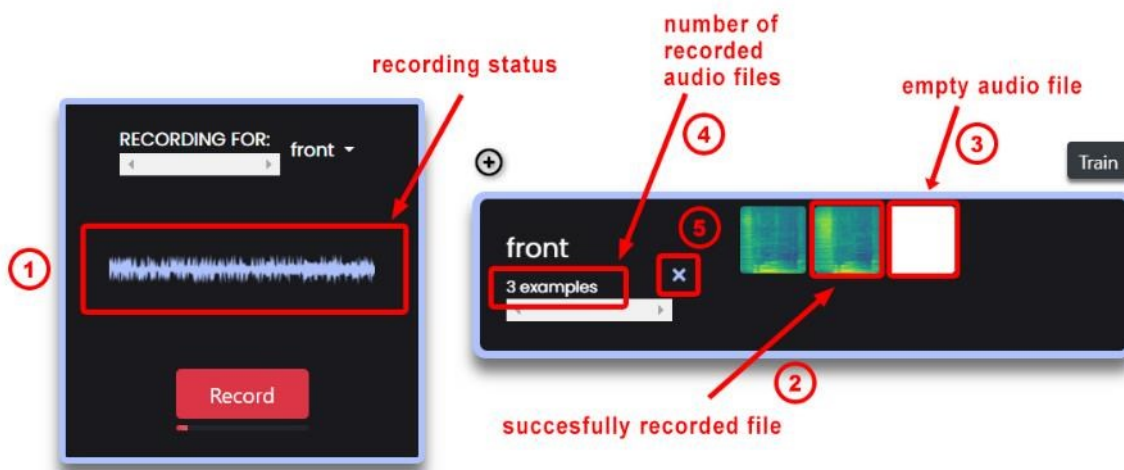 recording status
number of
recorded
audio files
empty audio file
RECORDING FOR:
front
1
4
3
Train
5
front
3 examples
2
Record
succesfully recorded file